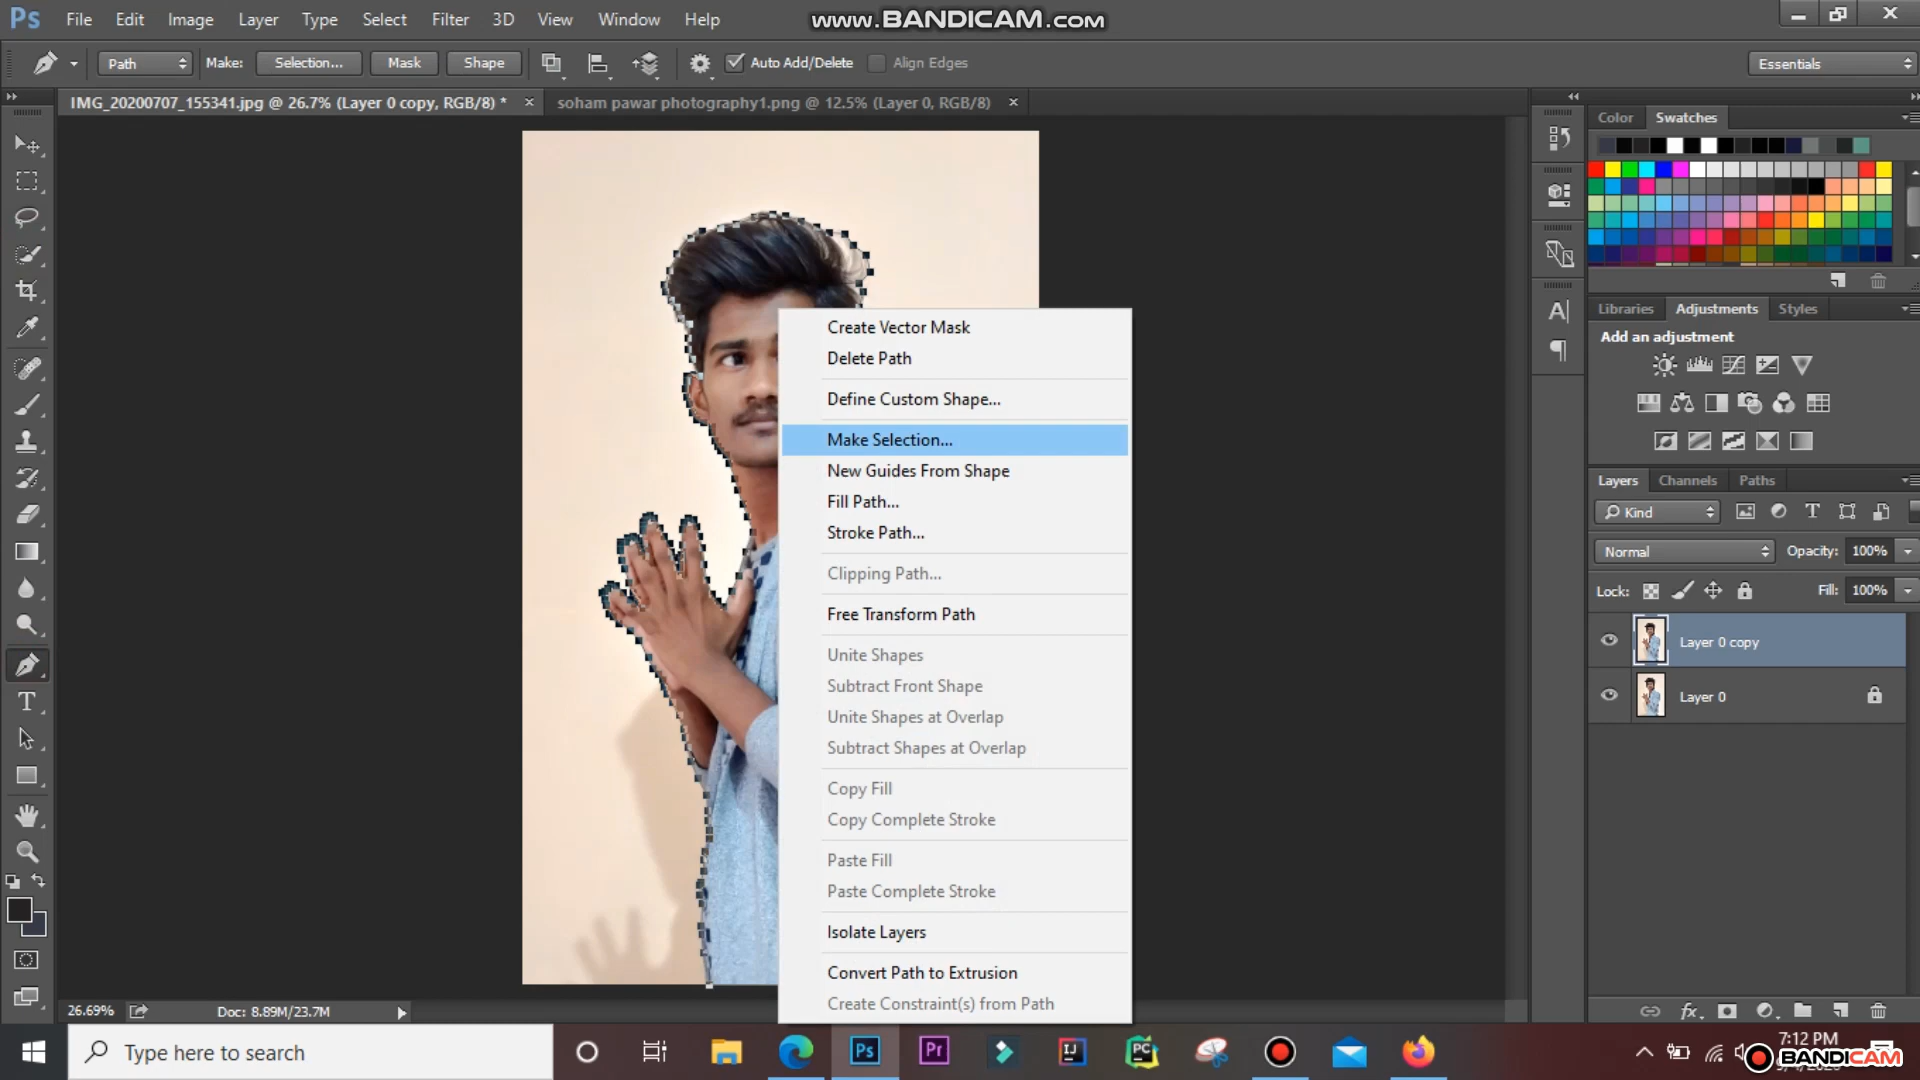 Ps File Edit Image Layer Type Select Filter 3D View Window Help
www.BANDICAM.com
Path Make: Selection... Mask Shape Auto Add/Delete Align Edges Essentials
IMG_20200707_155341.jpg @ 26.7% (Layer 0 copy, RGB/8) * × soham pawar photography1.png @ 12.5% (Layer 0, RGB/8) ×
Color Swatches
Libraries Adjustments Styles
Add an adjustment
Create Vector Mask
Delete Path
Define Custom Shape...
Make Selection...
New Guides From Shape
Fill Path...
Stroke Path...
Clipping Path...
Free Transform Path
Unite Shapes
Subtract Front Shape
Unite Shapes at Overlap
Subtract Shapes at Overlap
Copy Fill
Copy Complete Stroke
Paste Fill
Paste Complete Stroke
Isolate Layers
Convert Path to Extrusion
Create Constraint(s) from Path
Layers Channels Paths
Kind
Normal Opacity: 100%
Lock: Fill: 100%
Layer 0 copy
Layer 0
26.69% Doc: 8.89M/23.7M
Type here to search
Ps Pr IJ PC
7:12 PM
BANDICAM